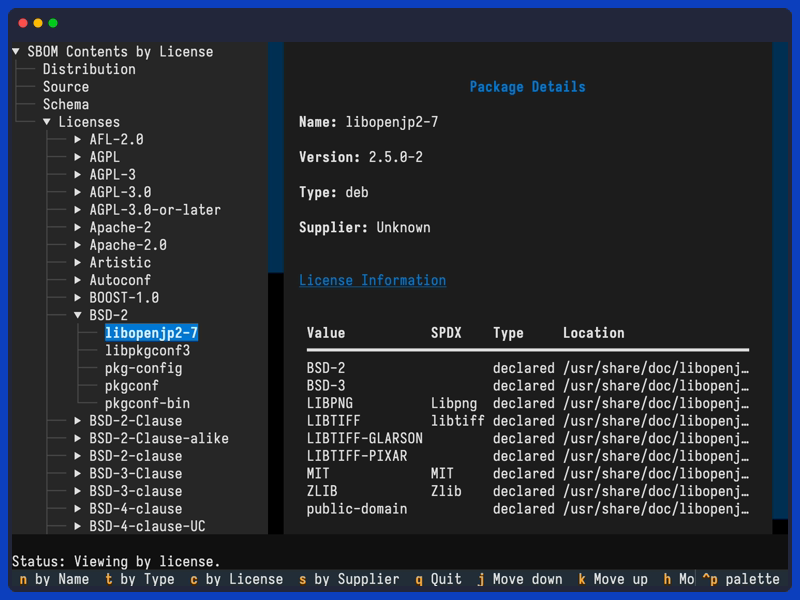 ▼ SBOM Contents by License
Distribution
Source
Schema
▼ Licenses
▶ AFL-2.0
▶ AGPL
▶ AGPL-3
▶ AGPL-3.0
▶ AGPL-3.0-or-later
▶ Apache-2
▶ Apache-2.0
▶ Artistic
▶ Autoconf
▶ BOOST-1.0
▼ BSD-2
libopenjp2-7
libpkgconf3
pkg-config
pkgconf
pkgconf-bin
▶ BSD-2-Clause
▶ BSD-2-Clause-alike
▶ BSD-2-clause
▶ BSD-3-Clause
▶ BSD-3-clause
▶ BSD-4-clause
▶ BSD-4-clause-UC
Package Details
Name: libopenjp2-7
Version: 2.5.0-2
Type: deb
Supplier: Unknown
License Information
Value SPDX Type Location
BSD-2 declared /usr/share/doc/libopenj…
BSD-3 declared /usr/share/doc/libopenj…
LIBPNG Libpng declared /usr/share/doc/libopenj…
LIBTIFF libtiff declared /usr/share/doc/libopenj…
LIBTIFF-GLARSON declared /usr/share/doc/libopenj…
LIBTIFF-PIXAR declared /usr/share/doc/libopenj…
MIT MIT declared /usr/share/doc/libopenj…
ZLIB Zlib declared /usr/share/doc/libopenj…
public-domain declared /usr/share/doc/libopenj…
Status: Viewing by license.
n by Name t by Type c by License s by Supplier q Quit j Move down k Move up h Mo ^p palette